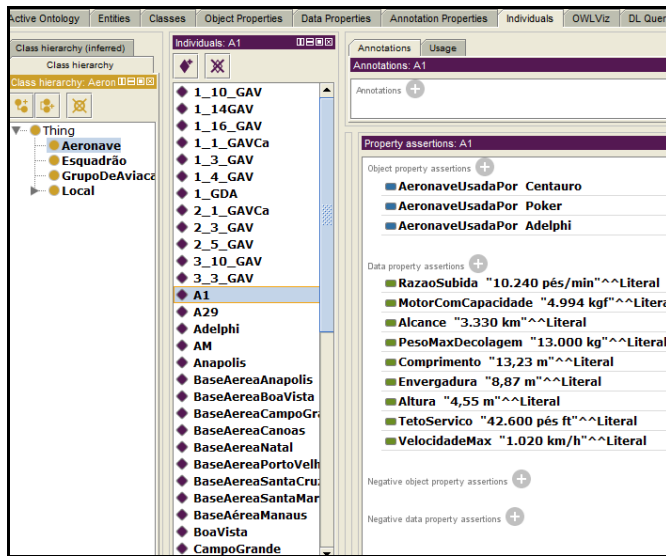 Active Ontology Entities Classes Object Properties Data Properties Annotation Properties Individuals OWLViz DL Quer
Class hierarchy (inferred)
Class hierarchy
Class hierarchy: Aeron
Thing
Aeronave
Esquadrão
GrupoDeAviaca
Local
Individuals: A1
1_10_GAV
1_14GAV
1_16_GAV
1_1_GAVCa
1_3_GAV
1_4_GAV
1_GDA
2_1_GAVCa
2_3_GAV
2_5_GAV
3_10_GAV
3_3_GAV
A1
A29
Adelphi
AM
Anapolis
BaseAereaAnapolis
BaseAereaBoaVista
BaseAereaCampoGra
BaseAereaCanoas
BaseAereaNatal
BaseAereaPortoVelh
BaseAereaSantaCruz
BaseAereaSantaMar
BaseAéreaManaus
BoaVista
CampoGrande
Annotations Usage
Annotations: A1
Annotations
Property assertions: A1
Object property assertions
AeronaveUsadaPor Centauro
AeronaveUsadaPor Poker
AeronaveUsadaPor Adelphi
Data property assertions
RazaoSubida "10.240 pés/min"^^Literal
MotorComCapacidade "4.994 kgf"^^Litera
Alcance "3.330 km"^^Literal
PesoMaxDecolagem "13.000 kg"^^Literal
Comprimento "13,23 m"^^Literal
Envergadura "8,87 m"^^Literal
Altura "4,55 m"^^Literal
TetoServico "42.600 pés ft"^^Literal
VelocidadeMax "1.020 km/h"^^Literal
Negative object property assertions
Negative data property assertions